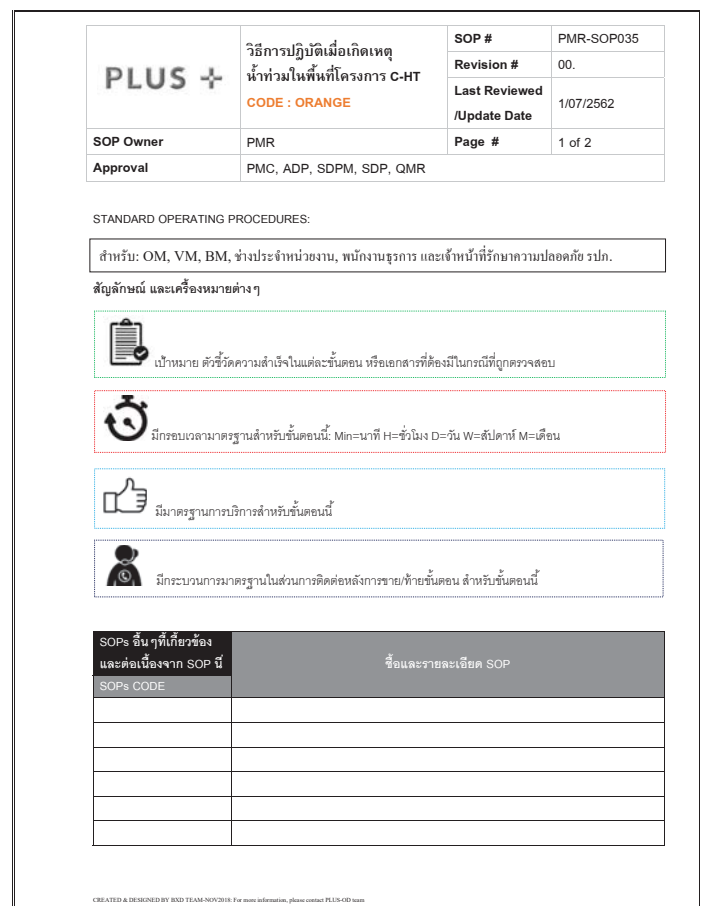 PLUS
วิธีการปฏิบัติเมื่อเกิดเหตุ
น้ำท่วมในพื้นที่โครงการ C-HT
CODE : ORANGE
SOP # PMR-SOP035
Revision # 00.
Last Reviewed
/Update Date 1/07/2562
SOP Owner PMR Page # 1 of 2
Approval PMC, ADP, SDPM, SDP, QMR
STANDARD OPERATING PROCEDURES:
สำหรับ: OM, VM, BM, ช่างประจำหน่วยงาน, พนักงานธุรการ และเจ้าหน้าที่รักษาความปลอดภัย รปภ.
สัญลักษณ์ และเครื่องหมายต่างๆ
เป้าหมาย ตัวชี้วัดความสำเร็จในแต่ละขั้นตอน หรือเอกสารที่ต้องมีในกรณีที่ถูกตรวจสอบ
มีกรอบเวลามาตรฐานสำหรับขั้นตอนนี้: Min=นาที H=ชั่วโมง D=วัน W=สัปดาห์ M=เดือน
มีมาตรฐานการบริการสำหรับขั้นตอนนี้
มีกระบวนการมาตรฐานในส่วนการติดต่อหลังการขาย/ท้ายขั้นตอน สำหรับขั้นตอนนี้
SOPs อื่นๆที่เกี่ยวข้อง
และต่อเนื่องจาก SOP นี้
SOPs CODE
ชื่อและรายละเอียด SOP
CREATED & DESIGNED BY BXD TEAM-NOV2018: For more information, please contact PLUS-OD team